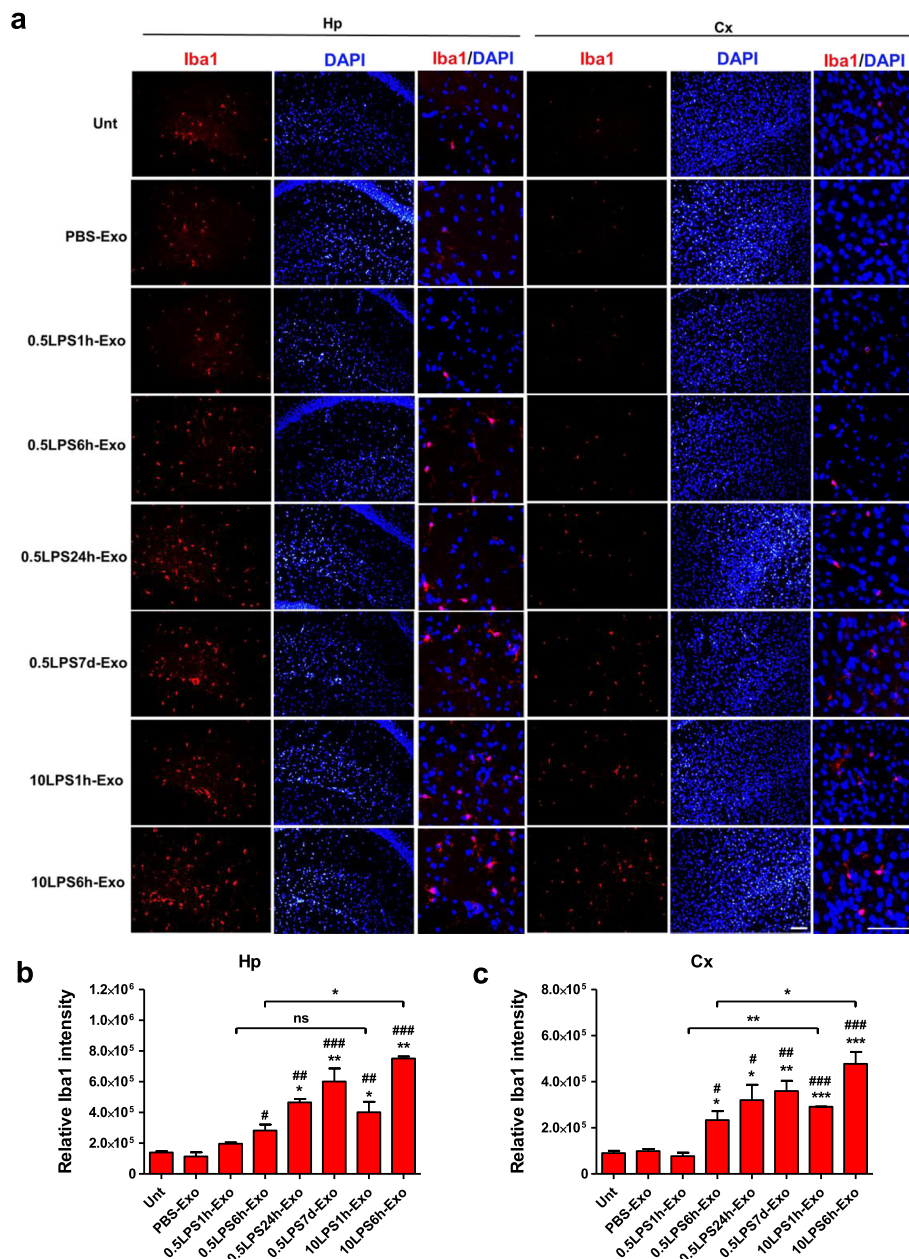 a
Hp
Cx
Iba1 DAPI Iba1/DAPI Iba1 DAPI Iba1/DAPI
Unt
PBS-Exo
0.5LPS1h-Exo
0.5LPS6h-Exo
0.5LPS24h-Exo
0.5LPS7d-Exo
10LPS1h-Exo
10LPS6h-Exo
b
Hp
Relative Iba1 intensity
1.2×10⁶
1.0×10⁶
8.0×10⁵
6.0×10⁵
4.0×10⁵
2.0×10⁵
0
*
ns
#
##
*
###
**
##
*
###
**
Unt
PBS-Exo
0.5LPS1h-Exo
0.5LPS6h-Exo
0.5LPS24h-Exo
0.5LPS7d-Exo
10LPS1h-Exo
10LPS6h-Exo
c
Cx
Relative Iba1 intensity
8.0×10⁵
6.0×10⁵
4.0×10⁵
2.0×10⁵
0
*
**
#
*
#
*
##
**
###
***
###
***
Unt
PBS-Exo
0.5LPS1h-Exo
0.5LPS6h-Exo
0.5LPS24h-Exo
0.5LPS7d-Exo
10LPS1h-Exo
10LPS6h-Exo